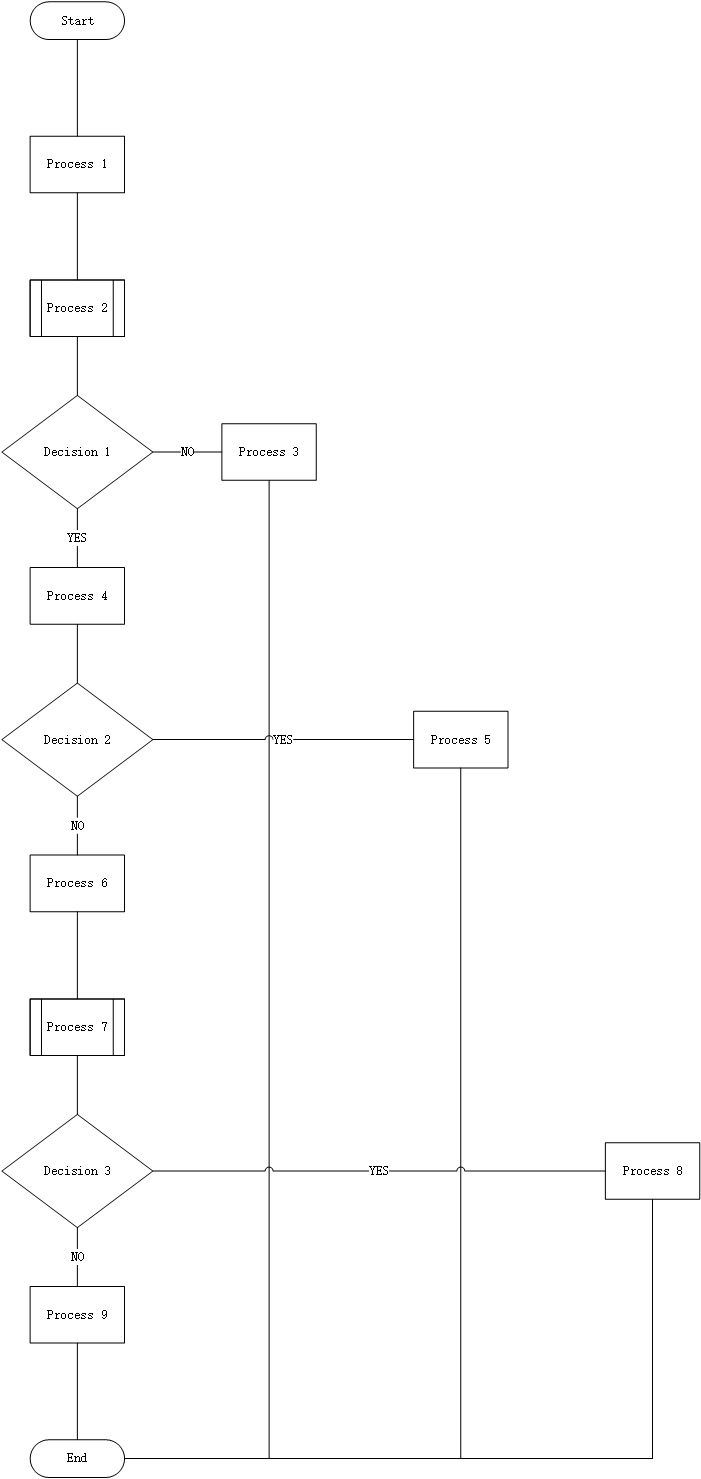 Start
Process 1
Process 2
Decision 1
NO
Process 3
YES
Process 4
Decision 2
YES
Process 5
NO
Process 6
Process 7
Decision 3
YES
Process 8
NO
Process 9
End